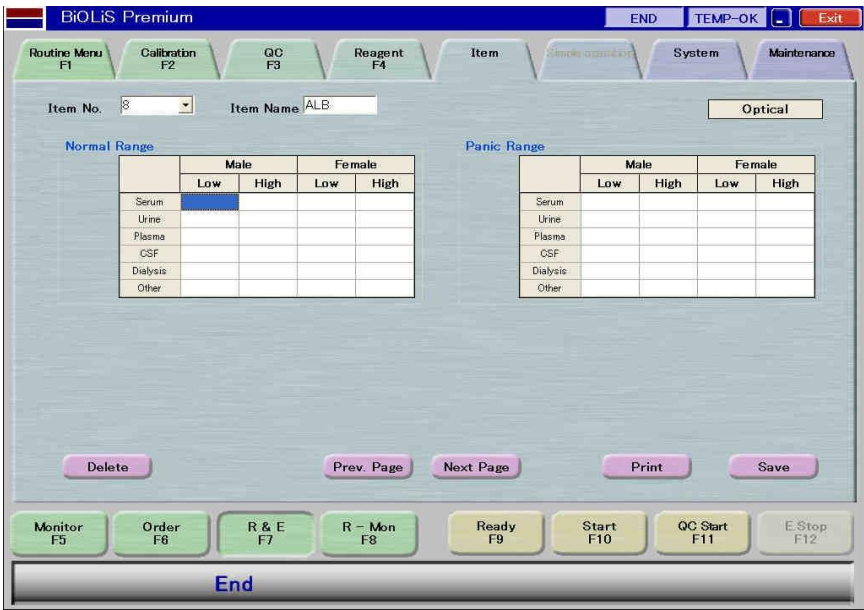 BiOLiS Premium END TEMP-OK Exit
Routine Menu Calibration QC Reagent Item Simple operation System Maintenance
F1 F2 F3 F4
Item No. 8 Item Name ALB Optical
Normal Range Panic Range
Male Female Male Female
Low High Low High Low High Low High
Serum Serum
Urine Urine
Plasma Plasma
CSF CSF
Dialysis Dialysis
Other Other
Delete Prev. Page Next Page Print Save
Monitor Order R & E R - Mon Ready Start QC Start E.Stop
F5 F6 F7 F8 F9 F10 F11 F12
End